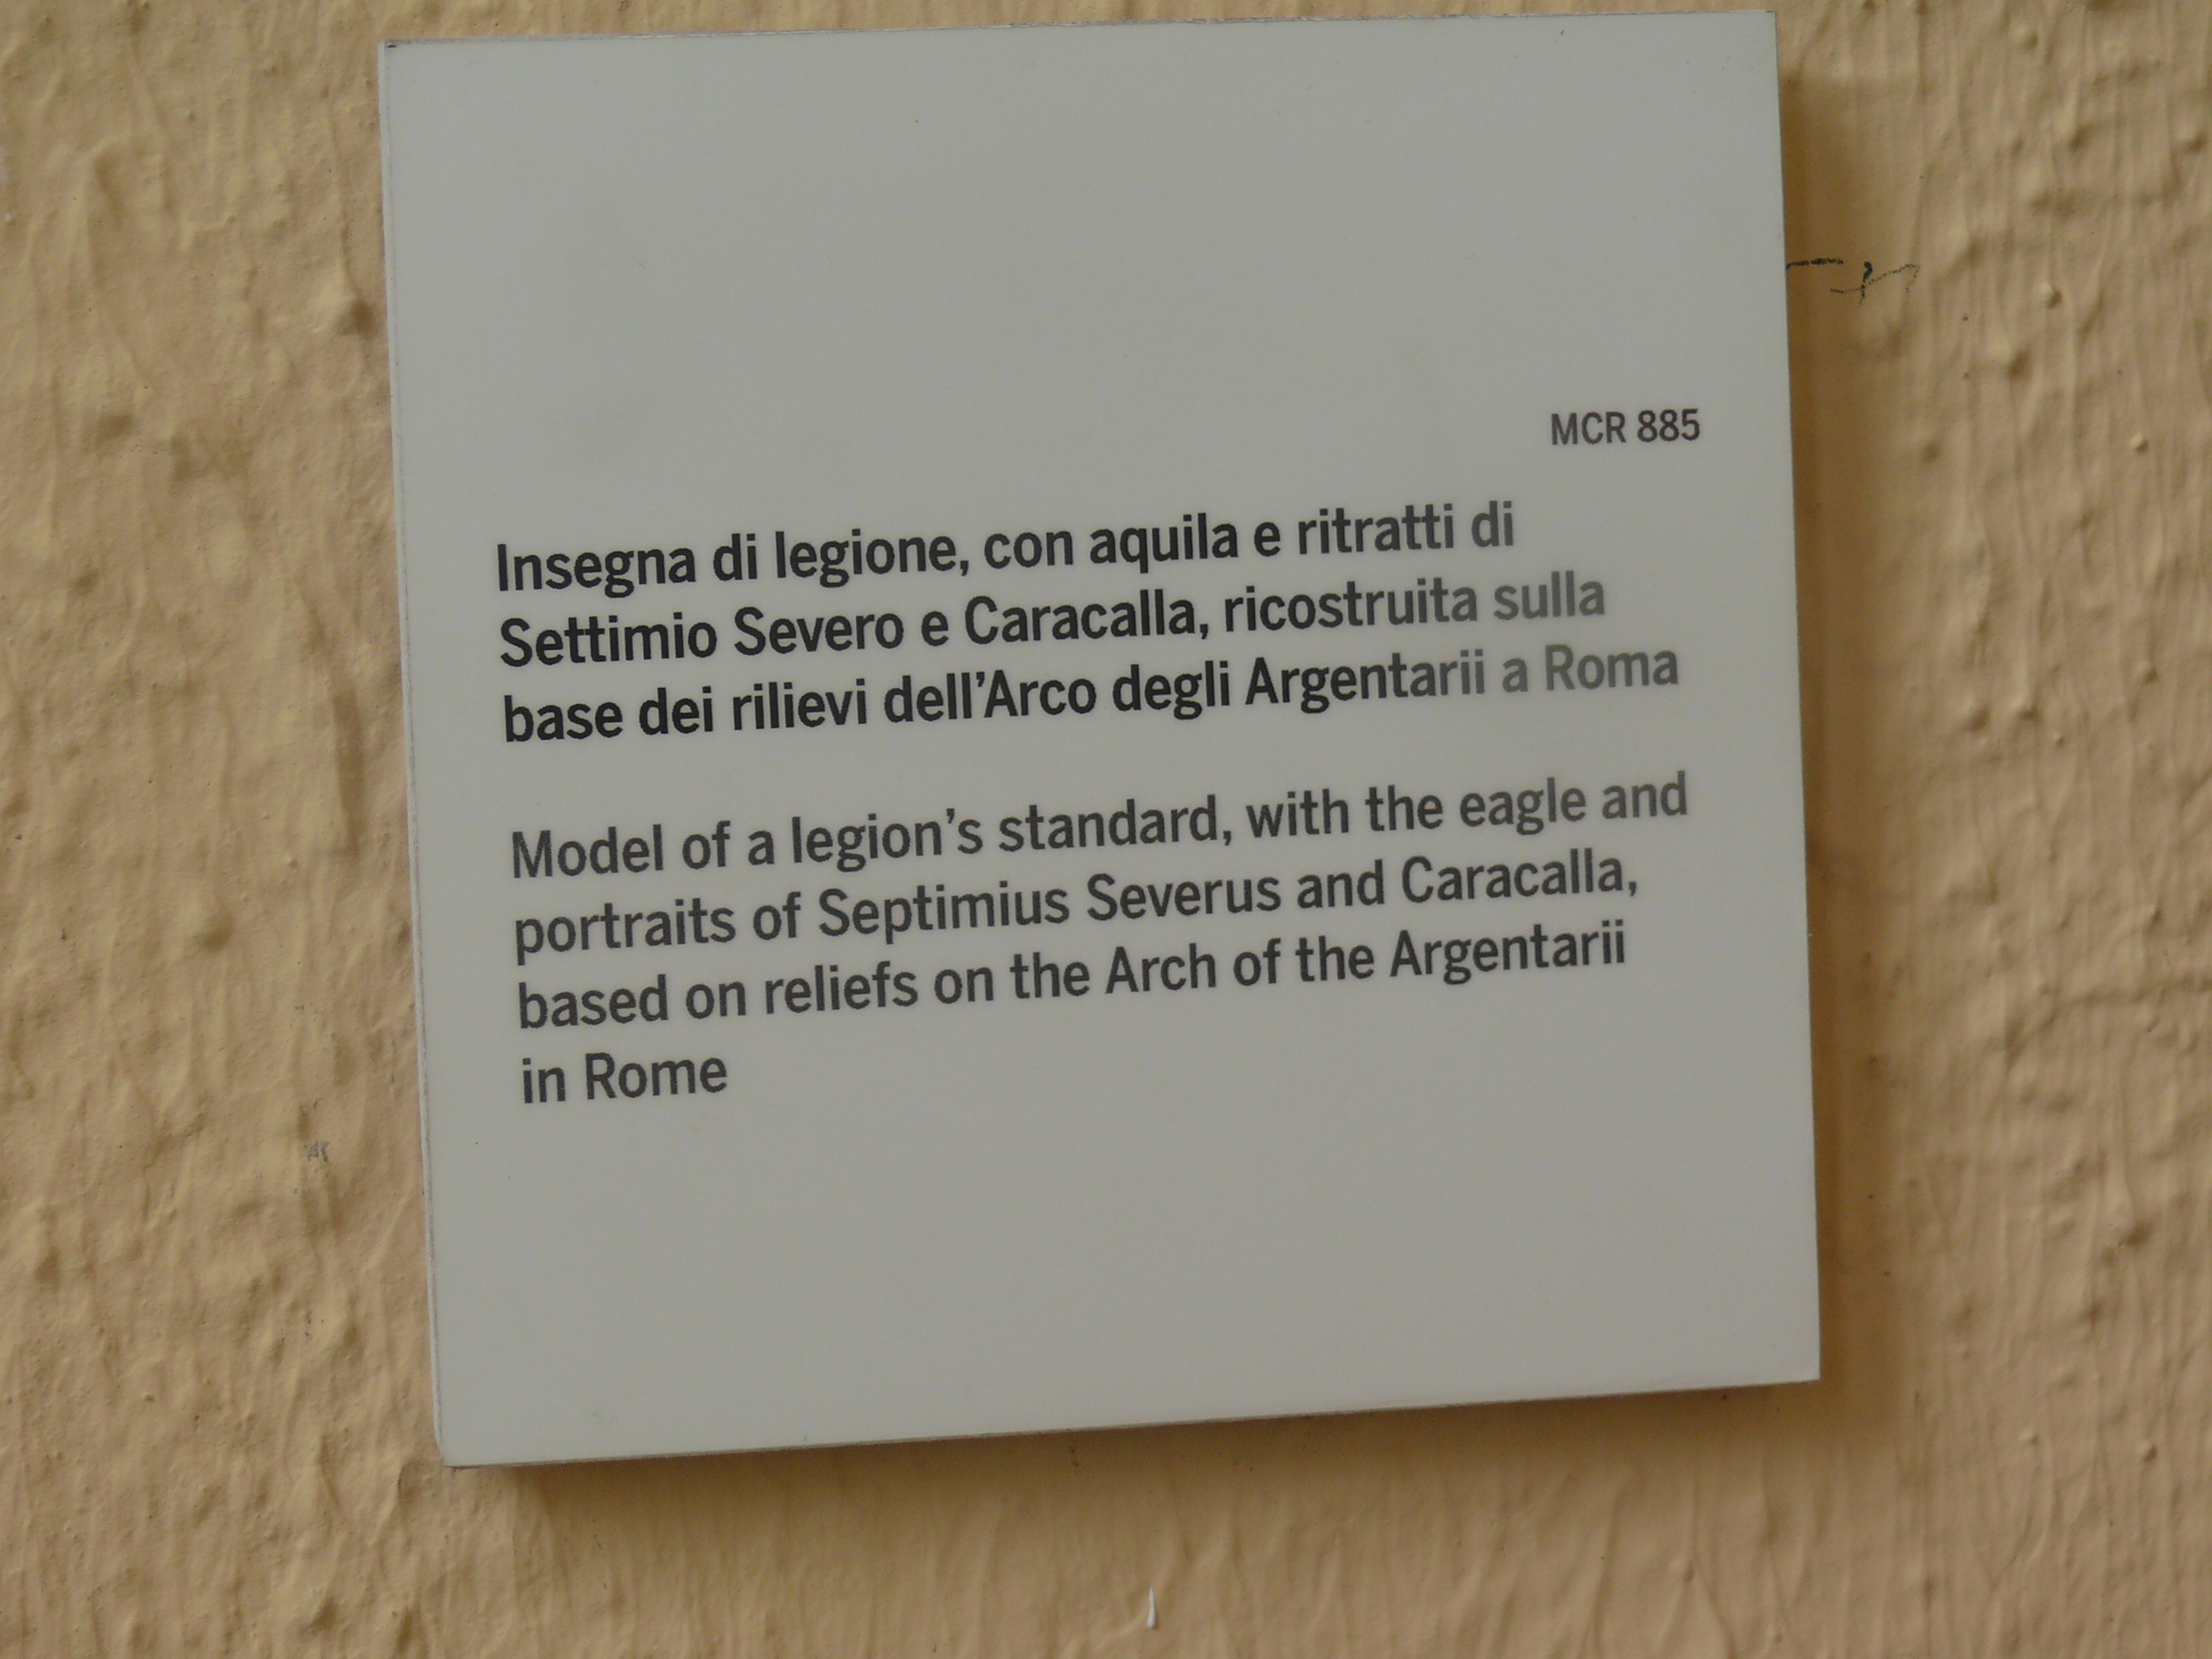 MCR 885
Insegna di legione, con aquila e ritratti di
Settimio Severo e Caracalla, ricostruita sulla
base dei rilievi dell'Arco degli Argentarii a Roma
Model of a legion's standard, with the eagle and
portraits of Septimius Severus and Caracalla,
based on reliefs on the Arch of the Argentarii
in Rome